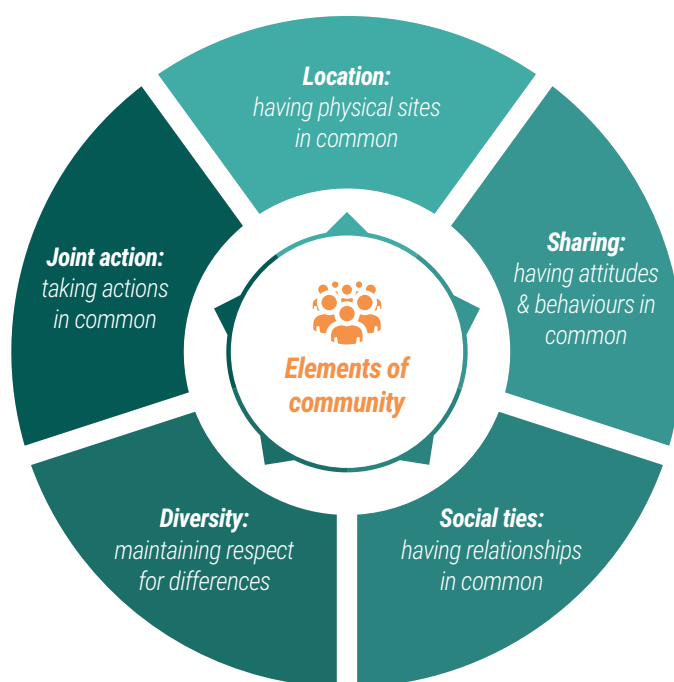 Location:
having physical sites
in common
Sharing:
having attitudes
& behaviours in
common
Social ties:
having relationships
in common
Diversity:
maintaining respect
for differences
Joint action:
taking actions
in common
Elements of
community